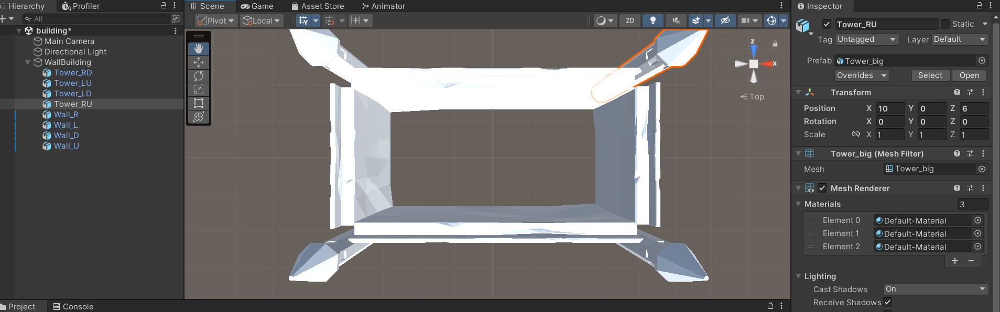 Hierarchy
Profiler
All
building*
Main Camera
Directional Light
WallBuilding
Tower_RD
Tower_LU
Tower_LD
Tower_RU
Wall_R
Wall_L
Wall_D
Wall_U
Project
Console
Scene
Game
Asset Store
Animator
Pivot
Local
2D
z
x
Top
Inspector
Tower_RU
Static
Tag Untagged Layer Default
Prefab Tower_big
Overrides Select Open
Transform
Position X 10 Y 0 Z 6
Rotation X 0 Y 0 Z 0
Scale X 1 Y 1 Z 1
Tower_big (Mesh Filter)
Mesh Tower_big
Mesh Renderer
Materials 3
Element 0 Default-Material
Element 1 Default-Material
Element 2 Default-Material
Lighting
Cast Shadows On
Receive Shadows